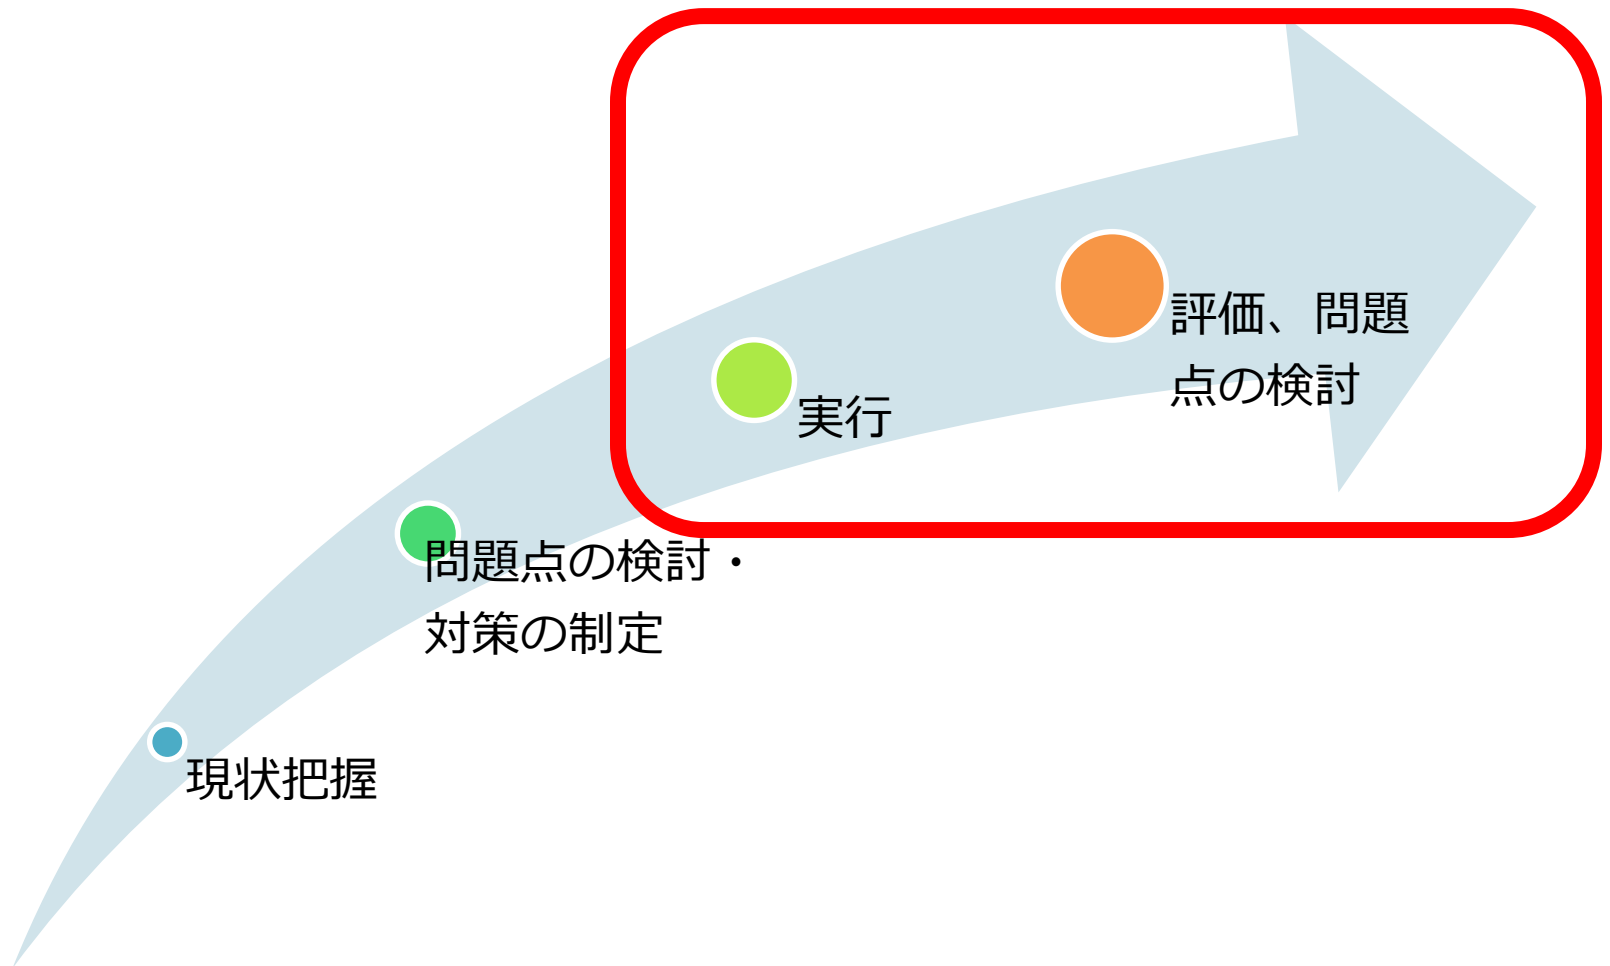 評価、問題
点の検討
実行
問題点の検討・
対策の制定
現状把握